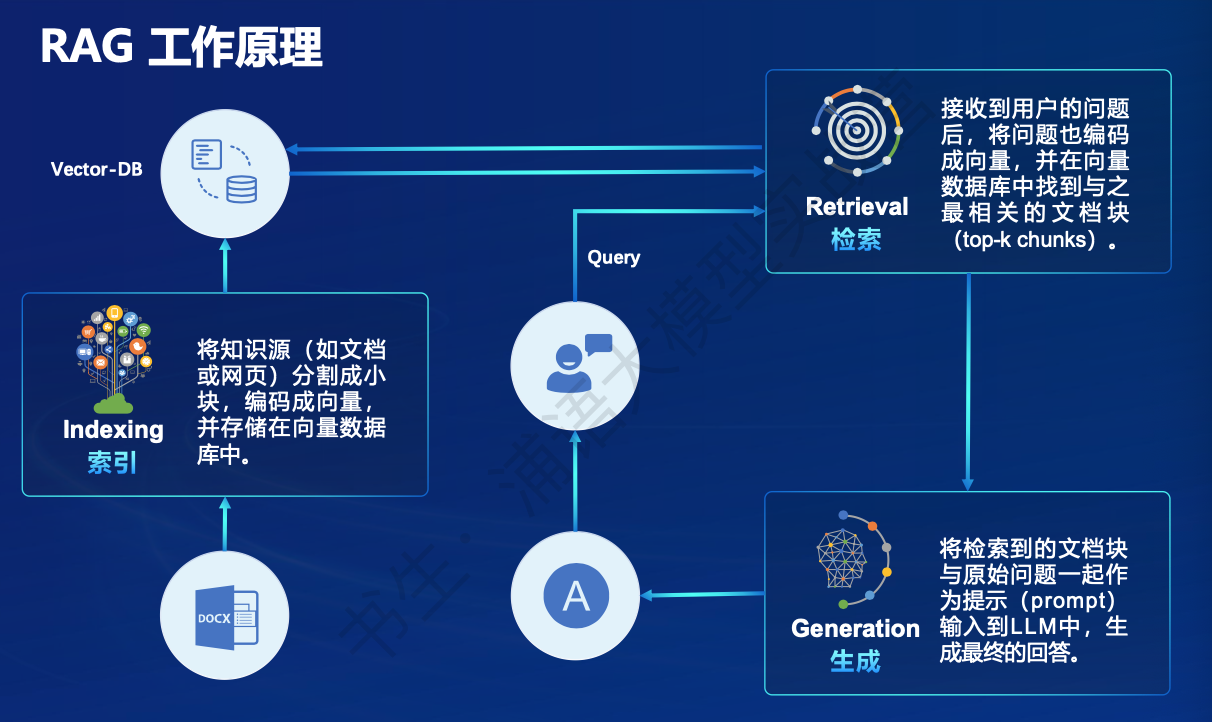 RAG 工作原理
Vector-DB
接收到用户的问题
后，将问题也编码
成向量，并在向量
数据库中找到与之
最相关的文档块
（top-k chunks）。
Retrieval
检索
Query
将知识源（如文档
或网页）分割成小
块，编码成向量，
并存储在向量数据
库中。
Indexing
索引
DOCX
A
将检索到的文档块
与原始问题一起作
为提示（prompt）
输入到LLM中，生
成最终的回答。
Generation
生成
书生·浦语大模型实战营